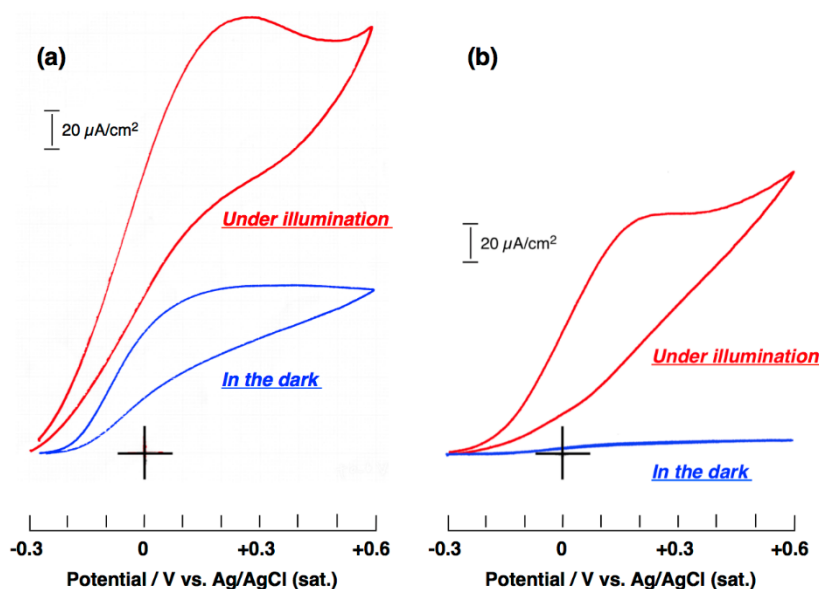 (a)
20 µA/cm²
Under illumination
In the dark
-0.3 0 +0.3 +0.6
Potential / V vs. Ag/AgCl (sat.)
(b)
20 µA/cm²
Under illumination
In the dark
-0.3 0 +0.3 +0.6
Potential / V vs. Ag/AgCl (sat.)